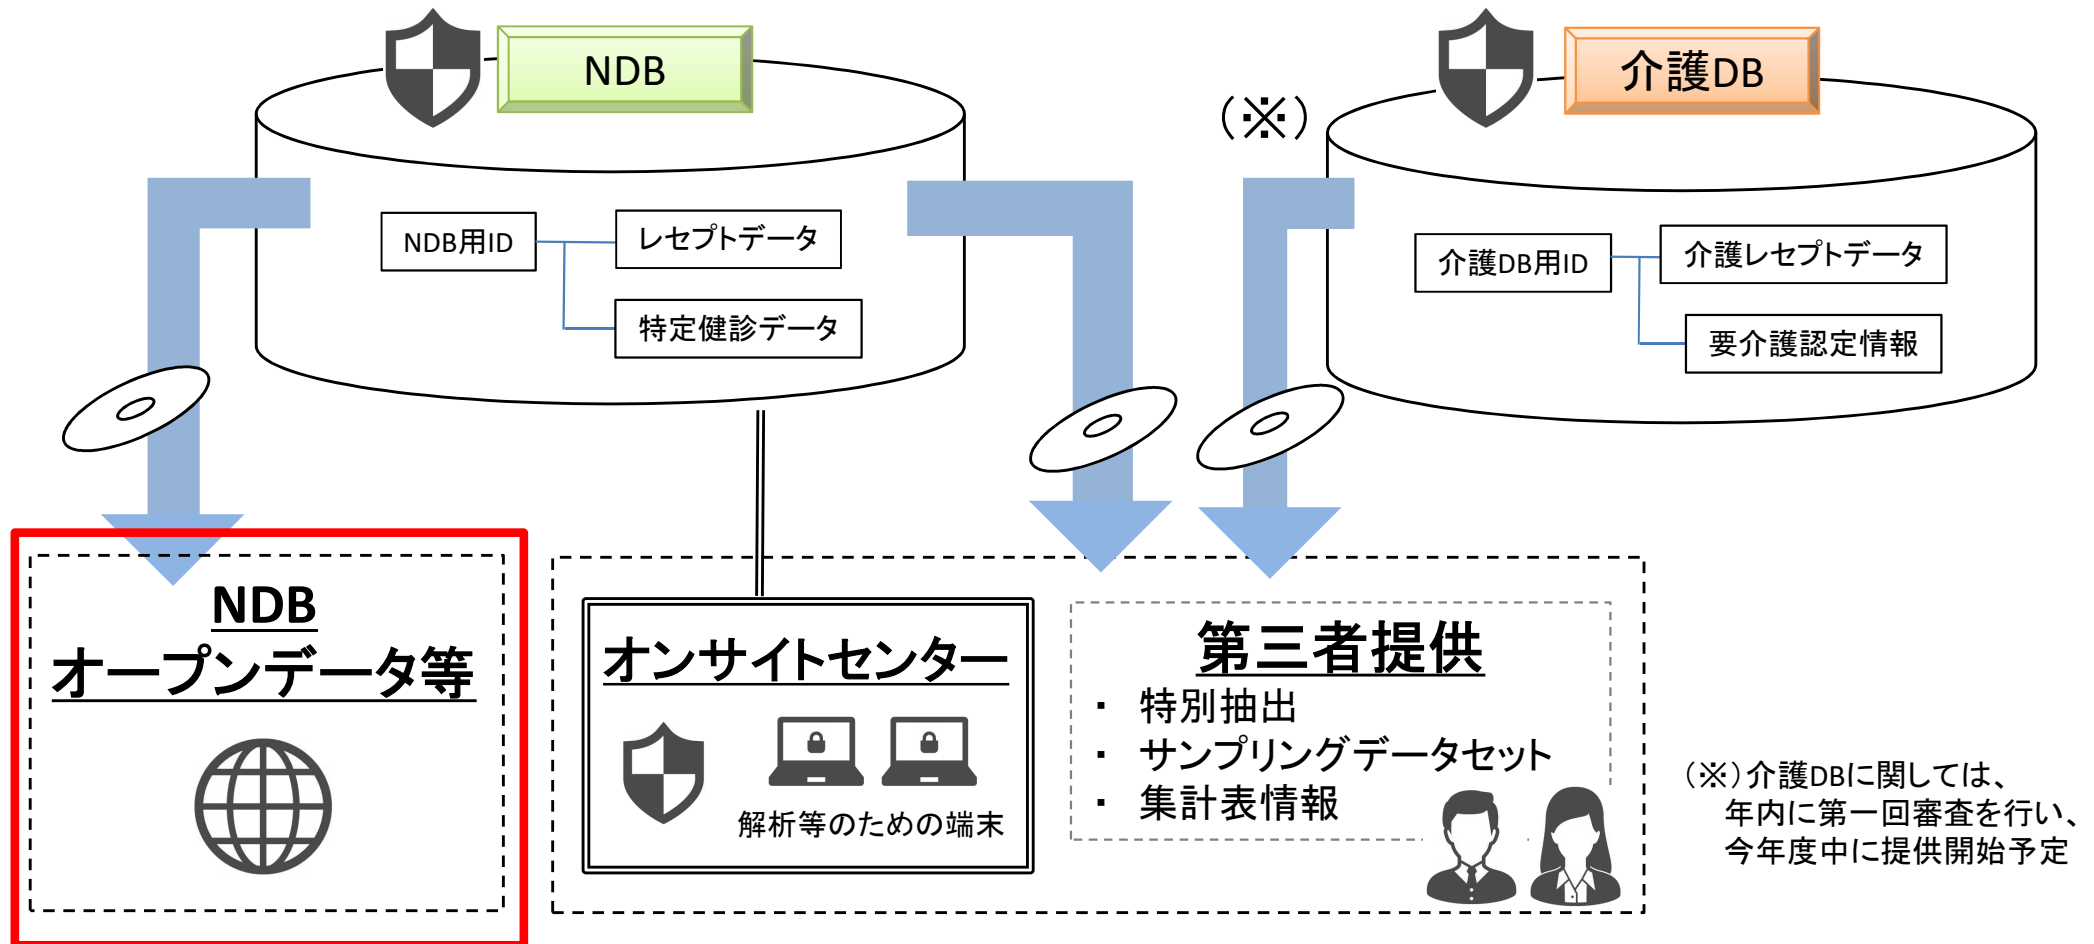 NDB
介護DB
(※)
NDB用ID
レセプトデータ
特定健診データ
介護DB用ID
介護レセプトデータ
要介護認定情報
NDB
オープンデータ等
オンサイトセンター
解析等のための端末
第三者提供
・ 特別抽出
・ サンプリングデータセット
・ 集計表情報
(※)介護DBに関しては、
年内に第一回審査を行い、
今年度中に提供開始予定